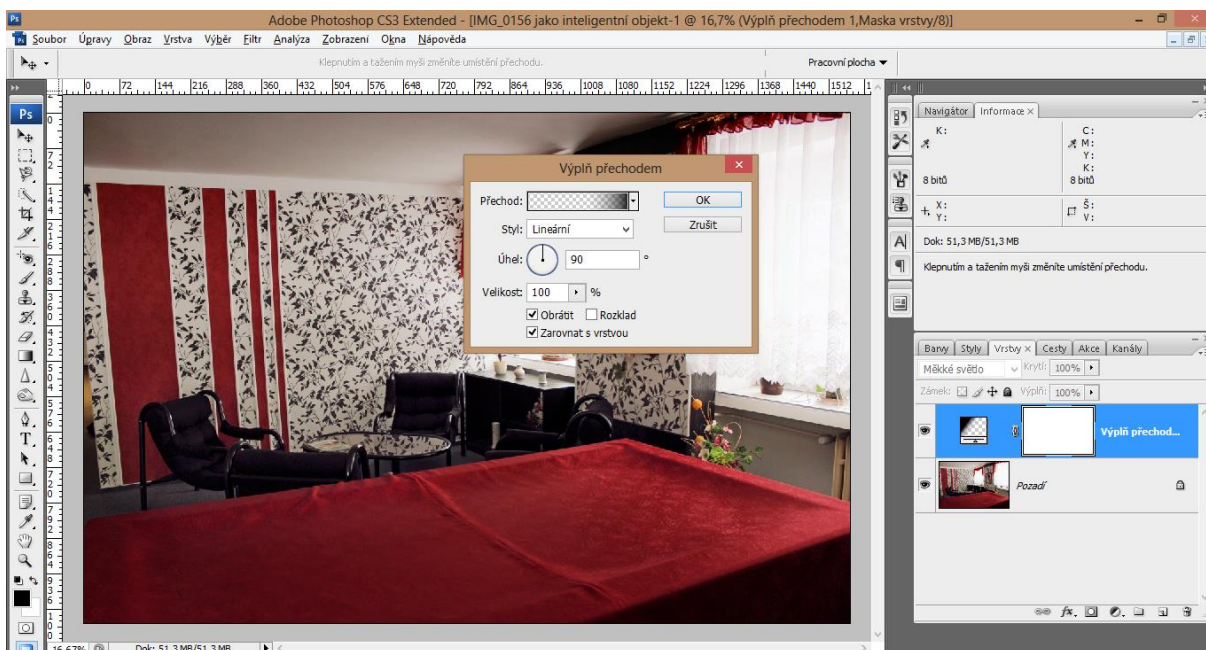 Ps Adobe Photoshop CS3 Extended - [IMG_0156 jako inteligentní objekt-1 @ 16,7% (Výplň přechodem 1,Maska vrstvy/8)]
Soubor Úpravy Obraz Vrstva Výběr Filtr Analýza Zobrazení Okna Nápověda
Klepnutím a tažením myši změníte umístění přechodu. Pracovní plocha
0 72 144 216 288 360 432 504 576 648 720 792 864 936 1008 1080 1152 1224 1296 1368 1440 1512
Ps
Výplň přechodem
Přechod: OK
Styl: Lineární Zrušit
Úhel: 90 °
Velikost: 100 %
Obrátit Rozklad
Zarovnat s vrstvou
Navigátor Informace ×
K: C:
M:
Y:
K:
8 bitů 8 bitů
X: Š:
Y: V:
Dok: 51,3 MB/51,3 MB
Klepnutím a tažením myši změníte umístění přechodu.
Barvy Styly Vrstvy × Cesty Akce Kanály
Měkké světlo Krytí: 100%
Zámek: Výplň: 100%
Výplň přechod...
Pozadí
16,67% Dok: 51,3 MB/51,3 MB